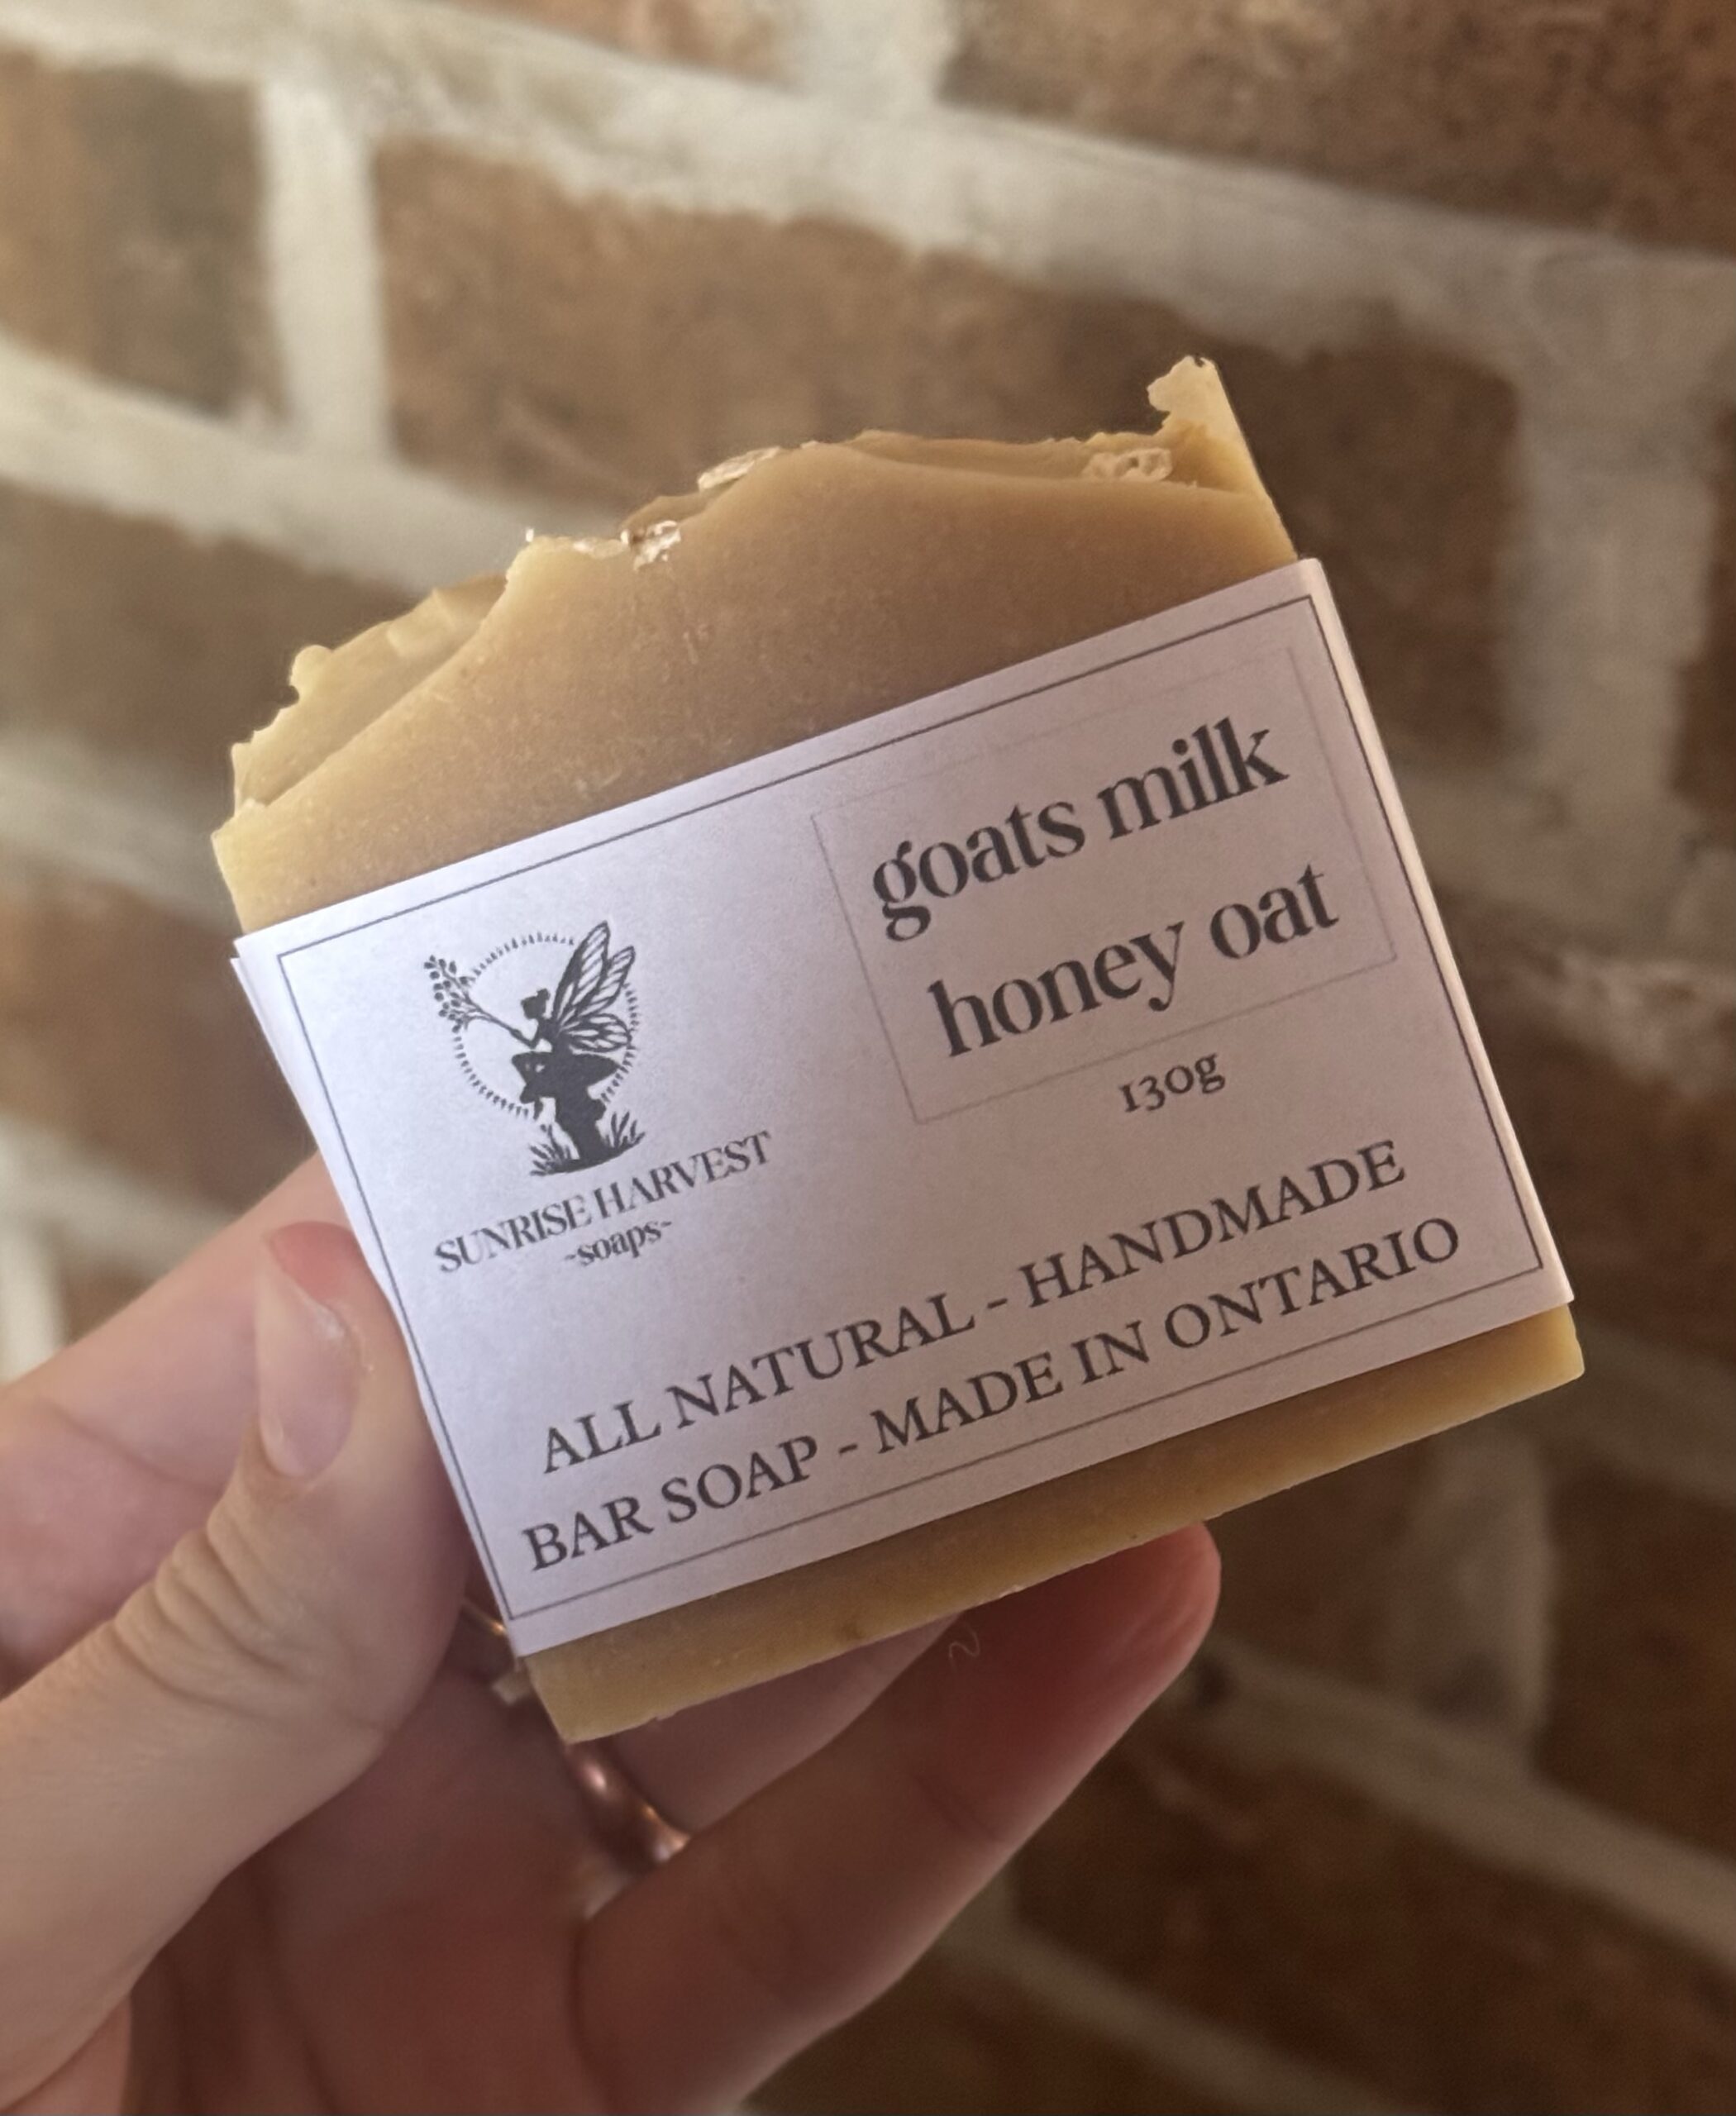 goats milk
honey oat
130g
SUNRISE HARVEST
~soaps~
ALL NATURAL - HANDMADE
BAR SOAP - MADE IN ONTARIO